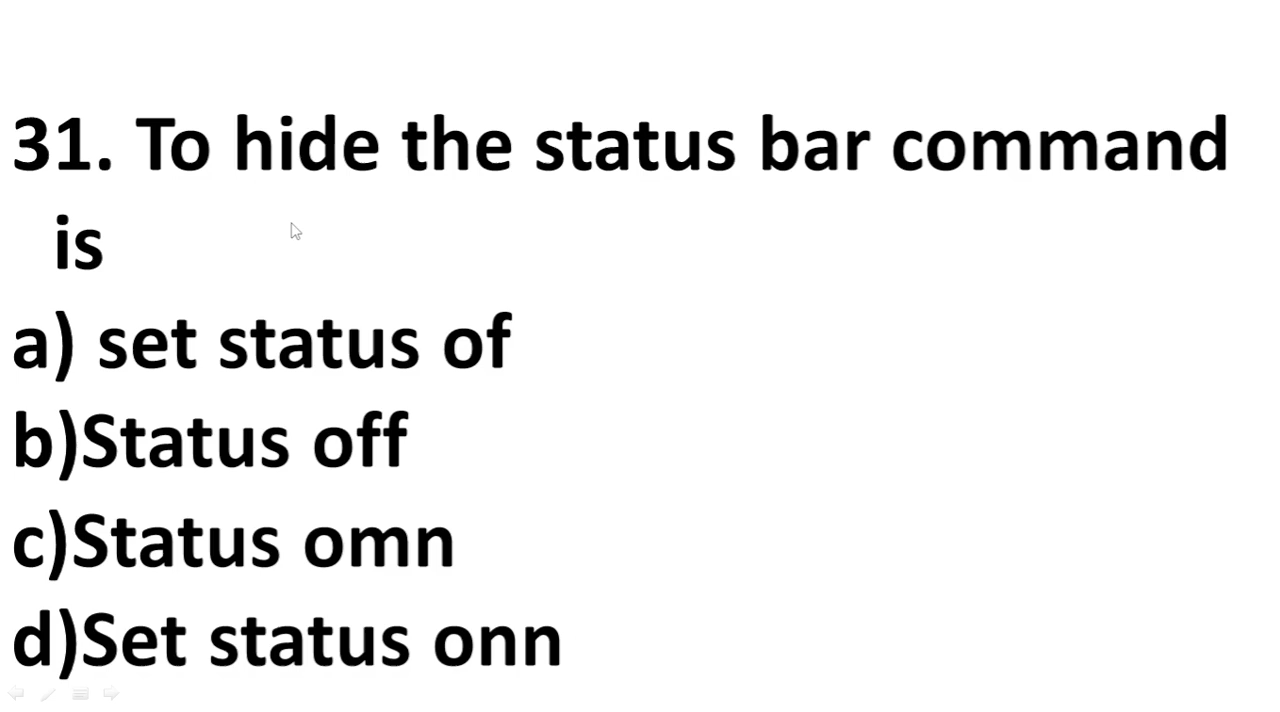 31. To hide the status bar command
is
a) set status of
b)Status off
c)Status omn
d)Set status onn